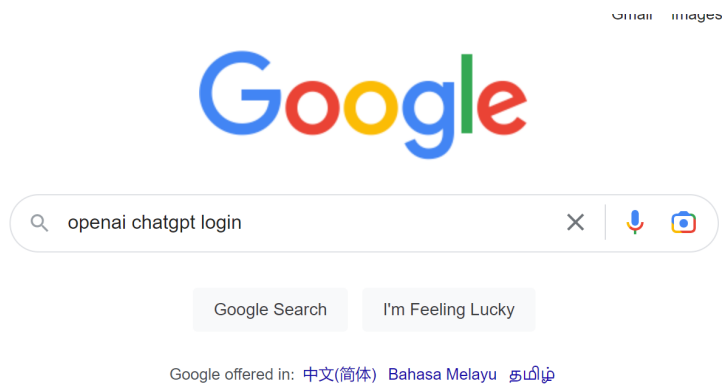 Gmail Images
Google
openai chatgpt login
Google Search I'm Feeling Lucky
Google offered in: 中文(简体) Bahasa Melayu தமிழ்